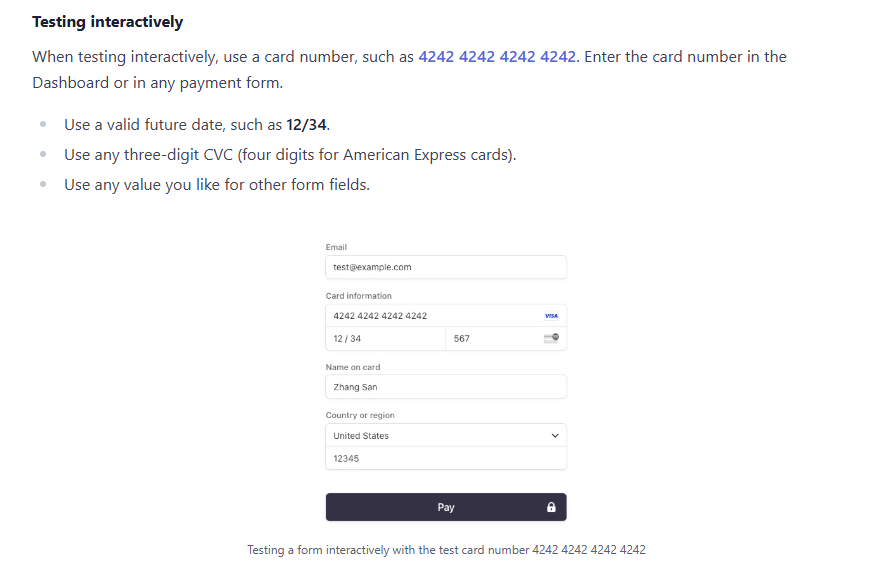 Testing interactively
When testing interactively, use a card number, such as 4242 4242 4242 4242. Enter the card number in the
Dashboard or in any payment form.
Use a valid future date, such as 12/34.
Use any three-digit CVC (four digits for American Express cards).
Use any value you like for other form fields.
Email
test@example.com
Card information
4242 4242 4242 4242 VISA
12 / 34 567
Name on card
Zhang San
Country or region
United States
12345
Pay
Testing a form interactively with the test card number 4242 4242 4242 4242